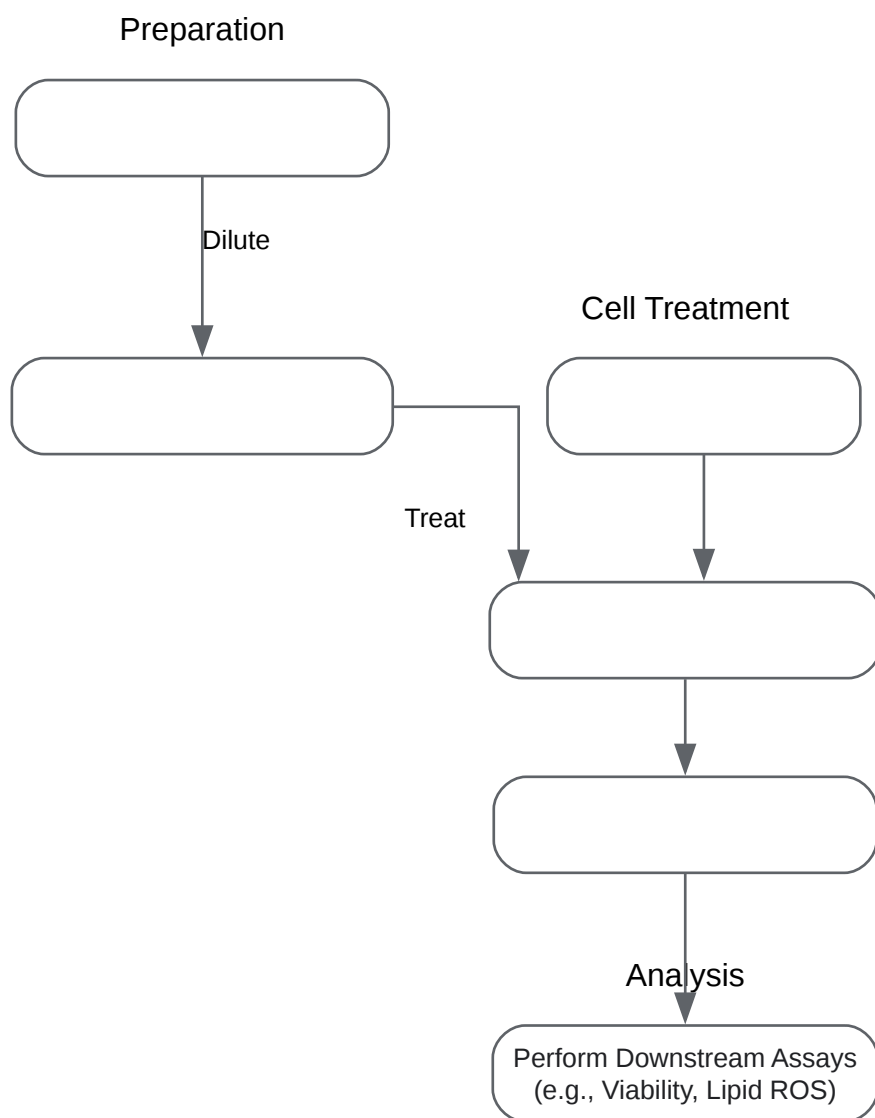 Preparation
Dilute
Cell Treatment
Treat
Analysis
Perform Downstream Assays
(e.g., Viability, Lipid ROS)